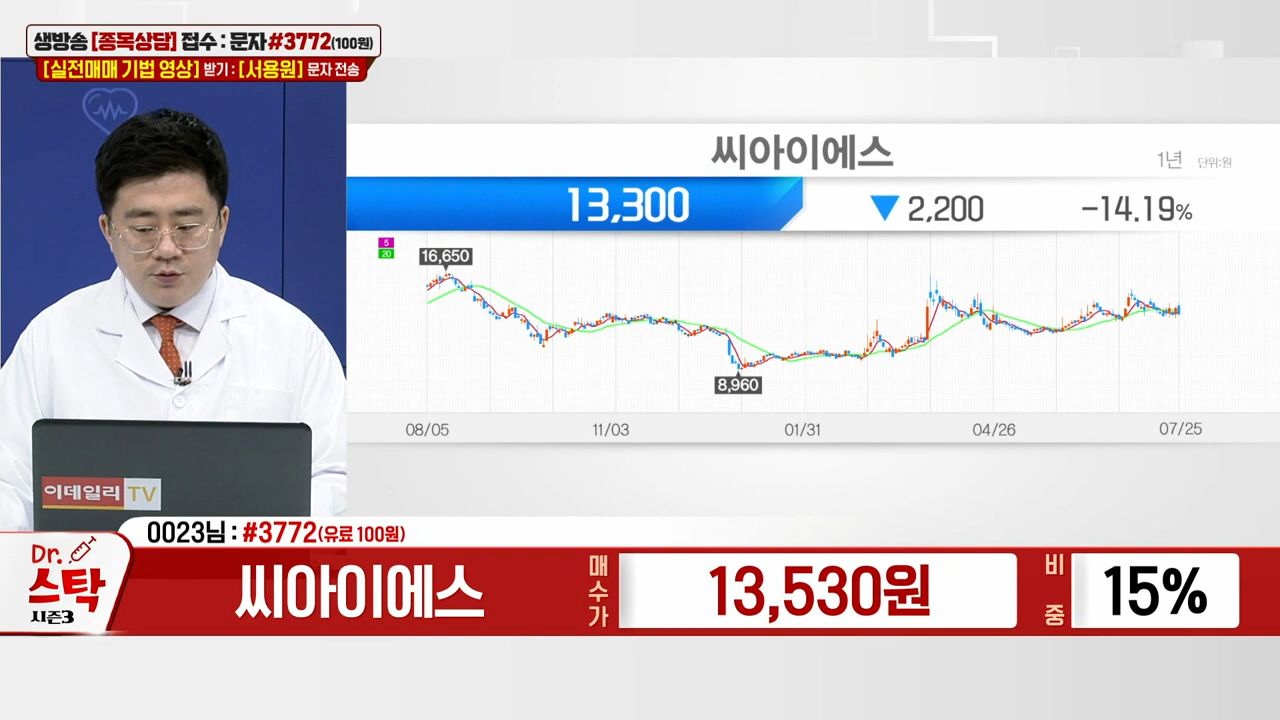 생방송 [종목상담] 접수 : 문자#3772(100원)
[실전매매 기법 영상] 받기 : [서용원] 문자 전송
씨아이에스
1년 단위:원
13,300 ▼ 2,200 -14.19%
5
20
16,650
8,960
08/05 11/03 01/31 04/26 07/25
이데일리 TV
0023님 : #3772(유료 100원)
Dr.
스탁
시즌3
씨아이에스 매수가 13,530원 비중 15%